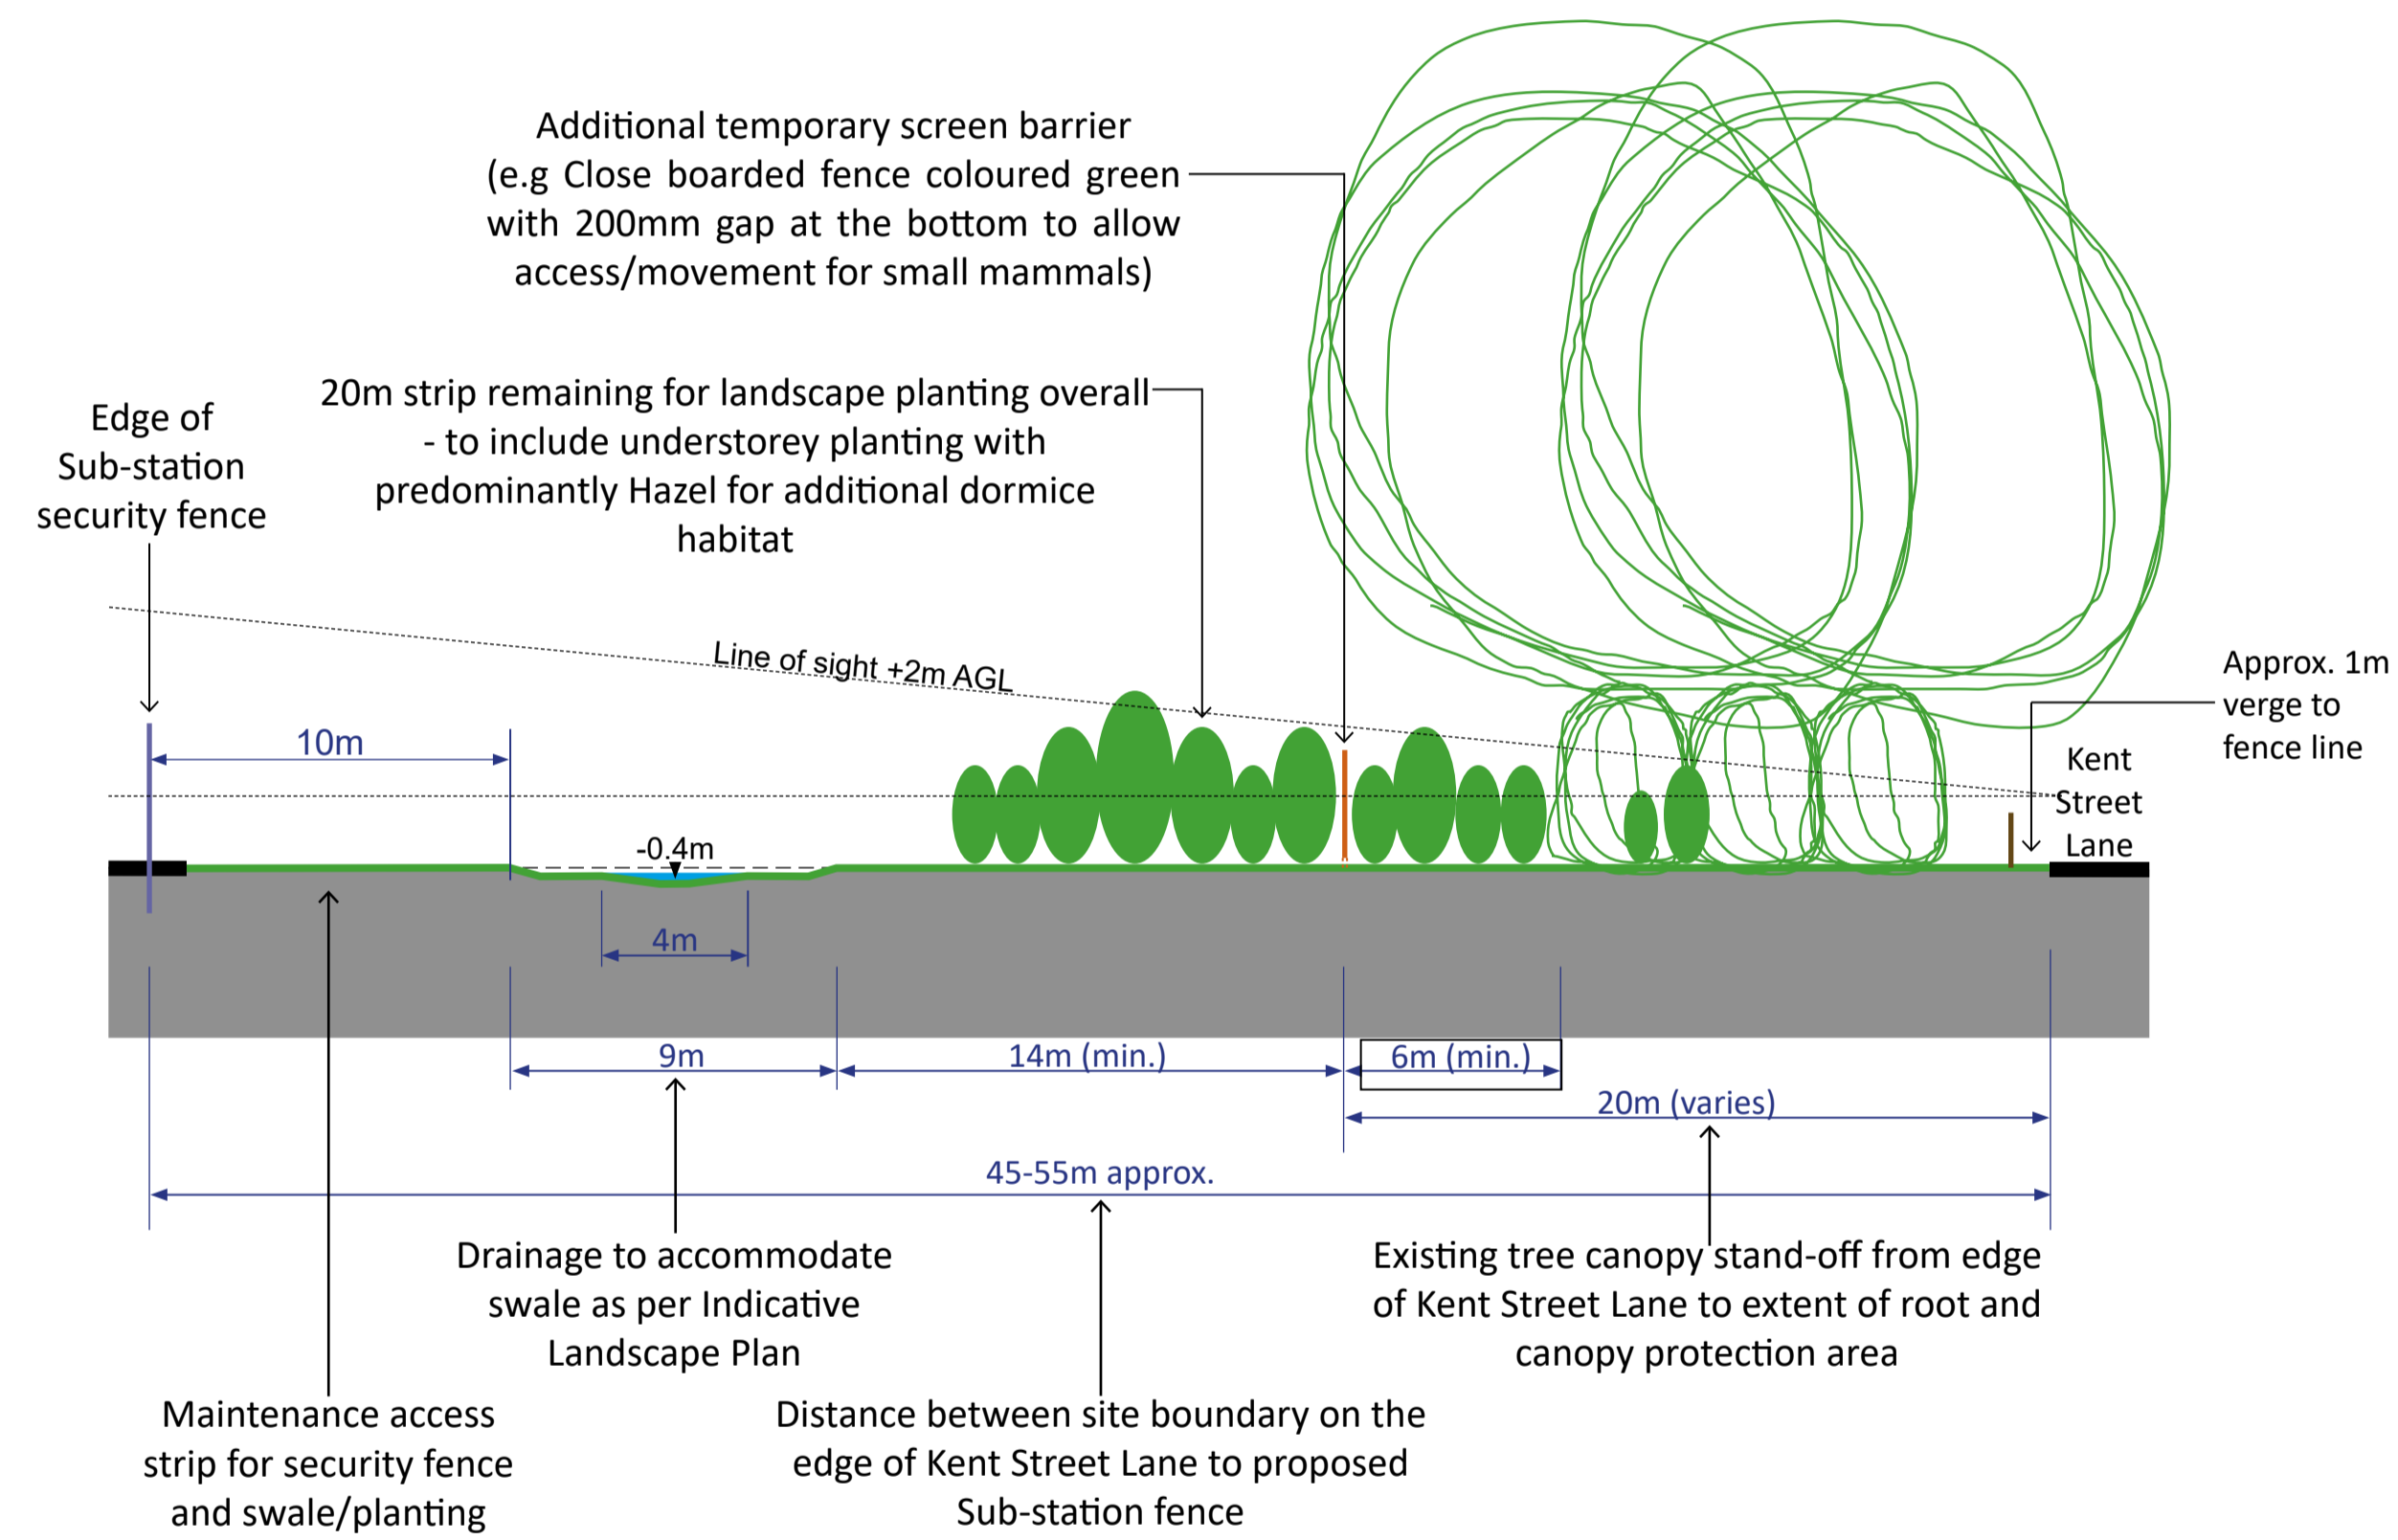 Additional temporary screen barrier
(e.g Close boarded fence coloured green
with 200mm gap at the bottom to allow
access/movement for small mammals)
20m strip remaining for landscape planting overall
- to include understorey planting with
predominantly Hazel for additional dormice
habitat
Edge of
Sub-station
security fence
Line of sight +2m AGL
Approx. 1m
verge to
fence line
Kent
Street
Lane
10m
-0.4m
4m
9m
14m (min.)
6m (min.)
20m (varies)
45-55m approx.
Drainage to accommodate
swale as per Indicative
Landscape Plan
Existing tree canopy stand-off from edge
of Kent Street Lane to extent of root and
canopy protection area
Maintenance access
strip for security fence
and swale/planting
Distance between site boundary on the
edge of Kent Street Lane to proposed
Sub-station fence